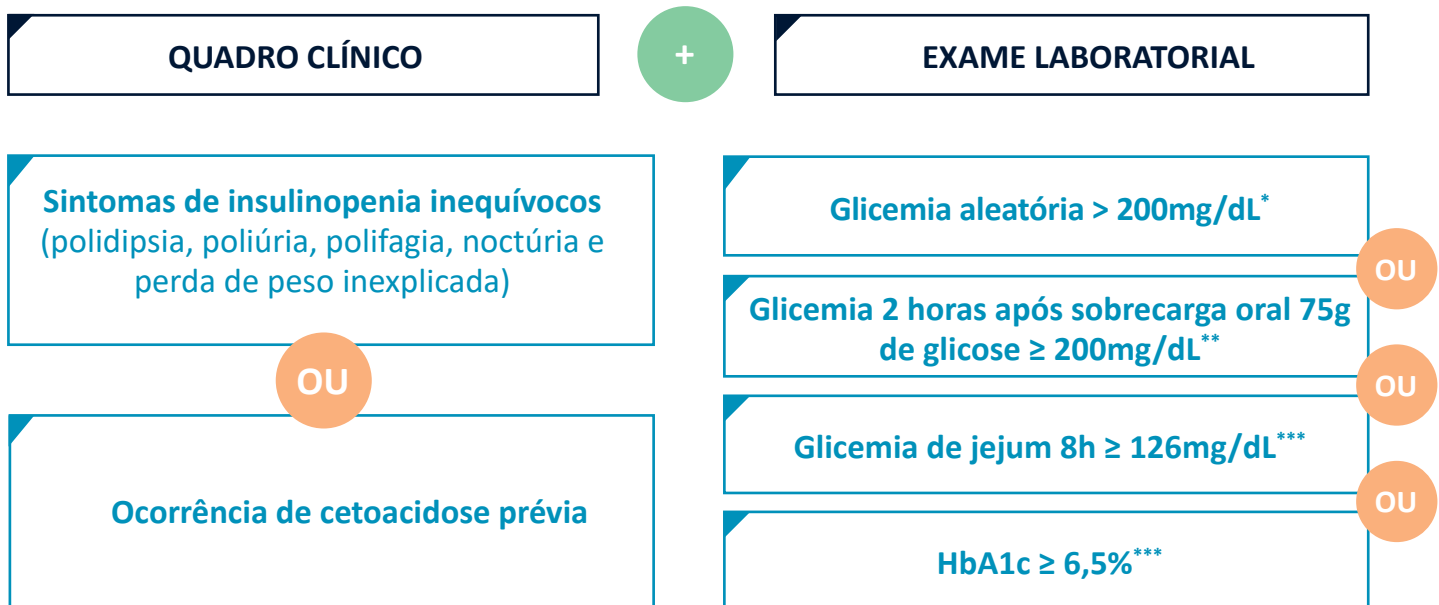 QUADRO CLÍNICO
+
EXAME LABORATORIAL
Sintomas de insulinopenia inequívocos
(polidipsia, poliúria, polifagia, noctúria e
perda de peso inexplicada)
OU
Ocorrência de cetoacidose prévia
Glicemia aleatória > 200mg/dL*
OU
Glicemia 2 horas após sobrecarga oral 75g
de glicose ≥ 200mg/dL**
OU
Glicemia de jejum 8h ≥ 126mg/dL***
OU
HbA1c ≥ 6,5%***